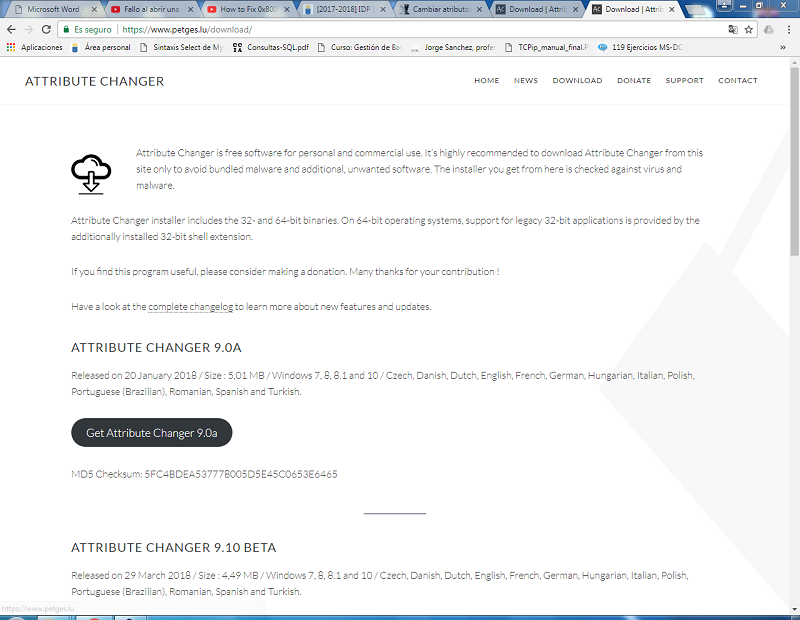 Microsoft Word
Fallo al abrir una
How to Fix 0x800
[2017-2018] IDP |
Cambiar atributo
Download | Attrib
Download | Attrib
Es seguro
https://www.petges.lu/download/
Aplicaciones
Área personal
Sintaxis Select de My
Consultas-SQL.pdf
Curso: Gestión de Ba
Jorge Sanchez, profe
TCPip_manual_final.P
119 Ejercicios MS-DO
»
ATTRIBUTE CHANGER
HOME
NEWS
DOWNLOAD
DONATE
SUPPORT
CONTACT
Attribute Changer is free software for personal and commercial use. It's highly recommended to download Attribute Changer from this
site only to avoid bundled malware and additional, unwanted software. The installer you get from here is checked against virus and
malware.
Attribute Changer installer includes the 32- and 64-bit binaries. On 64-bit operating systems, support for legacy 32-bit applications is provided by the
additionally installed 32-bit shell extension.
If you find this program useful, please consider making a donation. Many thanks for your contribution !
Have a look at the complete changelog to learn more about new features and updates.
ATTRIBUTE CHANGER 9.0A
Released on 20 January 2018 / Size : 5,01 MB / Windows 7, 8, 8.1 and 10 / Czech, Danish, Dutch, English, French, German, Hungarian, Italian, Polish,
Portuguese (Brazilian), Romanian, Spanish and Turkish.
Get Attribute Changer 9.0a
MD5 Checksum: 5FC4BDEA537778005D5E45C0653E6465
ATTRIBUTE CHANGER 9.10 BETA
Released on 29 March 2018 / Size : 4,49 MB / Windows 7, 8, 8.1 and 10 / Czech, Danish, Dutch, English, French, German, Hungarian, Italian, Polish,
Portuguese (Brazilian), Romanian, Spanish and Turkish.
https://www.petges.lu